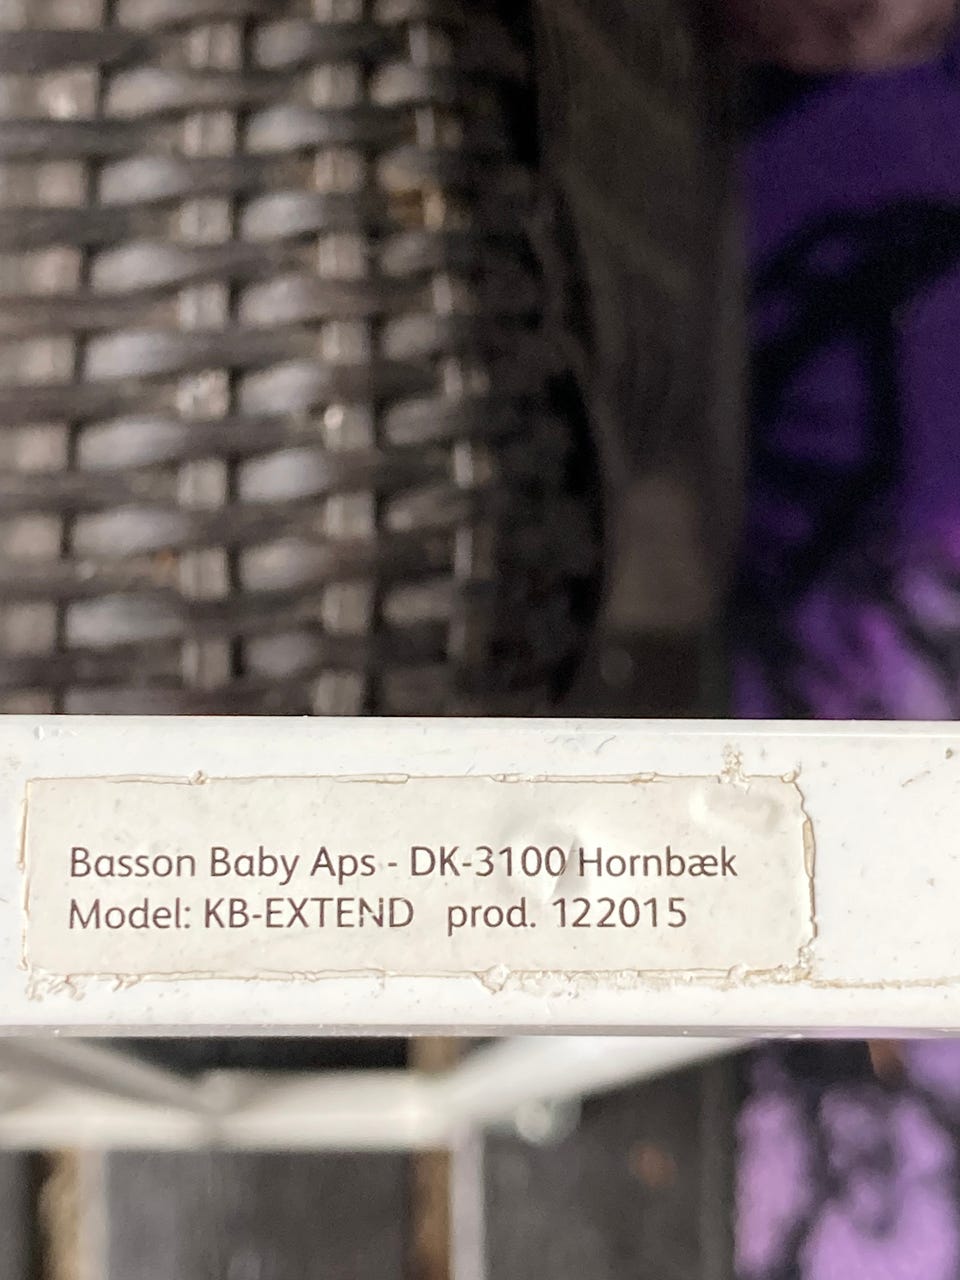 Basson Baby Aps - DK-3100 Hornbæk
Model: KB-EXTEND prod. 122015